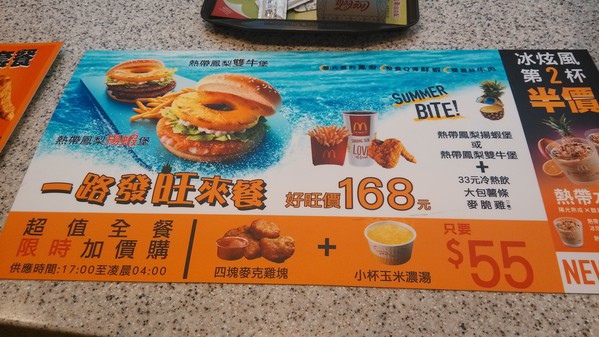 熱帶鳳梨雙牛堡
熱帶鳳梨揚蝦堡
SUMMER
BITE!
熱帶鳳梨揚蝦堡
或
熱帶鳳梨雙牛堡
+
33元冷熱飲
大包薯條
麥脆雞
一路發旺來餐
好旺價168元
超值全餐
限時加價購
供應時間:17:00至凌晨04:00
四塊麥克雞塊
+
小杯玉米濃湯
只要
$55
冰炫風
第2杯
半價
熱帶
NEW